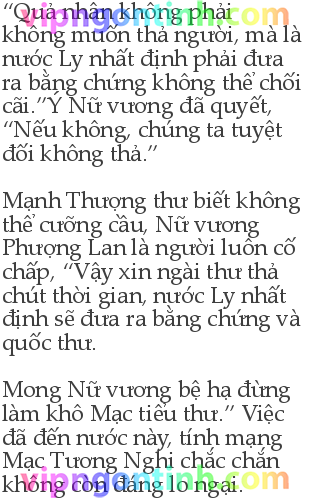 “Quả nhân không phải
không muốn thả người, mà là
nước Ly nhất định phải đưa
ra bằng chứng không thể chối
cãi.”Ý Nữ vương đã quyết,
“Nếu không, chúng ta tuyệt
đối không thả.”
Mạnh Thượng thư biết không
thể cưỡng cầu, Nữ vương
Phượng Lan là người luôn cố
chấp, “Vậy xin ngài thư thả
chút thời gian, nước Ly nhất
định sẽ đưa ra bằng chứng và
quốc thư.
Mong Nữ vương bệ hạ đừng
làm khó Mạc tiểu thư.” Việc
đã đến nước này, tính mạng
Mạc Tương Nghi chắc chắn
không còn đáng lo ngại.
vipngontinh.com
vipngontinh.com